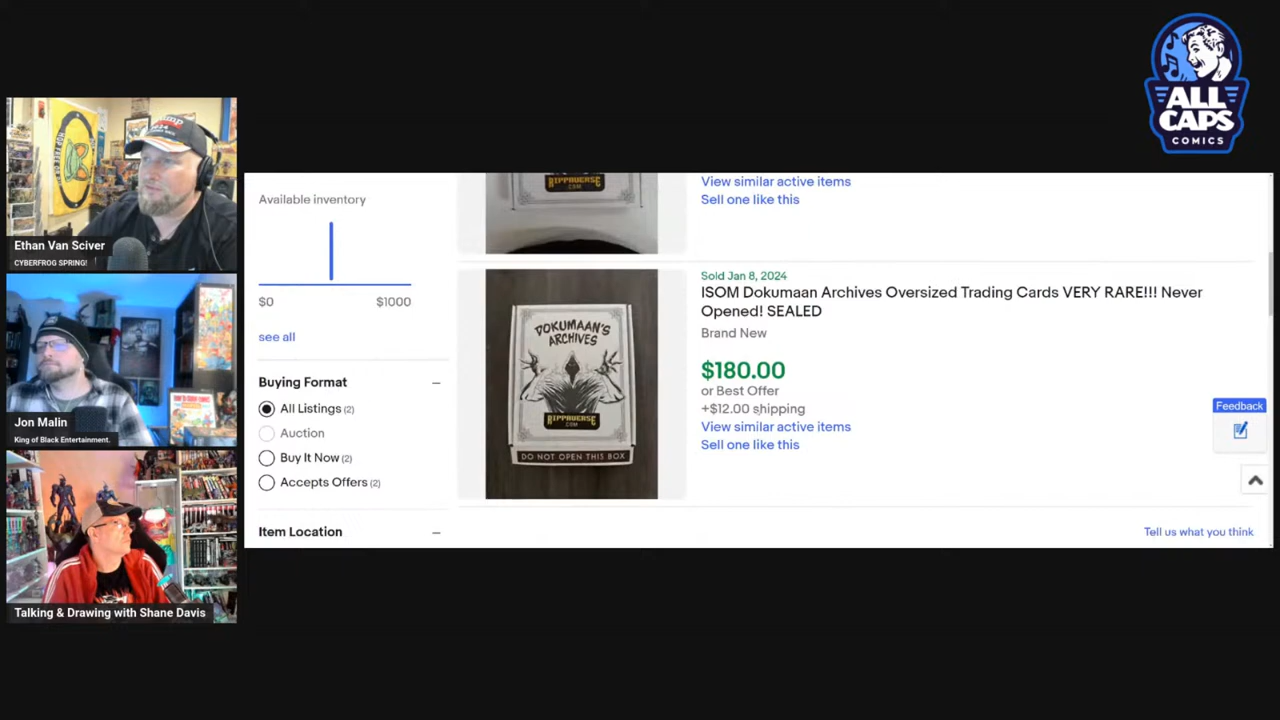 ALL
CAPS
COMICS
Ethan Van Sciver
CYBERFROG SPRING!
Jon Malin
King of Black Entertainment.
Talking & Drawing with Shane Davis
Available inventory
$0
$1000
see all
Buying Format
All Listings (2)
Auction
Buy It Now (2)
Accepts Offers (2)
Item Location
RIPPAVERSE
.COM
View similar active items
Sell one like this
DOKUMAAN'S
ARCHIVES
RIPPAVERSE
.COM
DO NOT OPEN THIS BOX
Sold Jan 8, 2024
ISOM Dokumaan Archives Oversized Trading Cards VERY RARE!!! Never
Opened! SEALED
Brand New
$180.00
or Best Offer
+$12.00 shipping
View similar active items
Sell one like this
Feedback
Tell us what you think